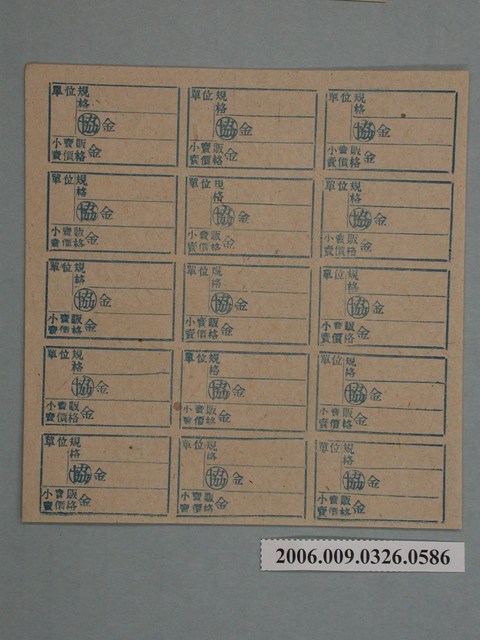 單位規
格
協 金
小賣販
賣價格 金
單位規
格
協 金
小賣販
賣價格 金
單位規
格
協 金
小賣販
賣價格 金
單位規
格
協 金
小賣販
賣價格 金
單位規
格
協 金
小賣販
賣價格 金
單位規
格
協 金
小賣販
賣價格 金
單位規
格
協 金
小賣販
賣價格 金
單位規
格
協 金
小賣販
賣價格 金
單位規
格
協 金
小賣販
賣價格 金
單位規
格
協 金
小賣販
賣價格 金
單位規
格
協 金
小賣販
賣價格 金
單位規
格
協 金
小賣販
賣價格 金
單位規
格
協 金
小賣販
賣價格 金
單位規
格
協 金
小賣販
賣價格 金
單位規
格
協 金
小賣販
賣價格 金
2006.009.0326.0586